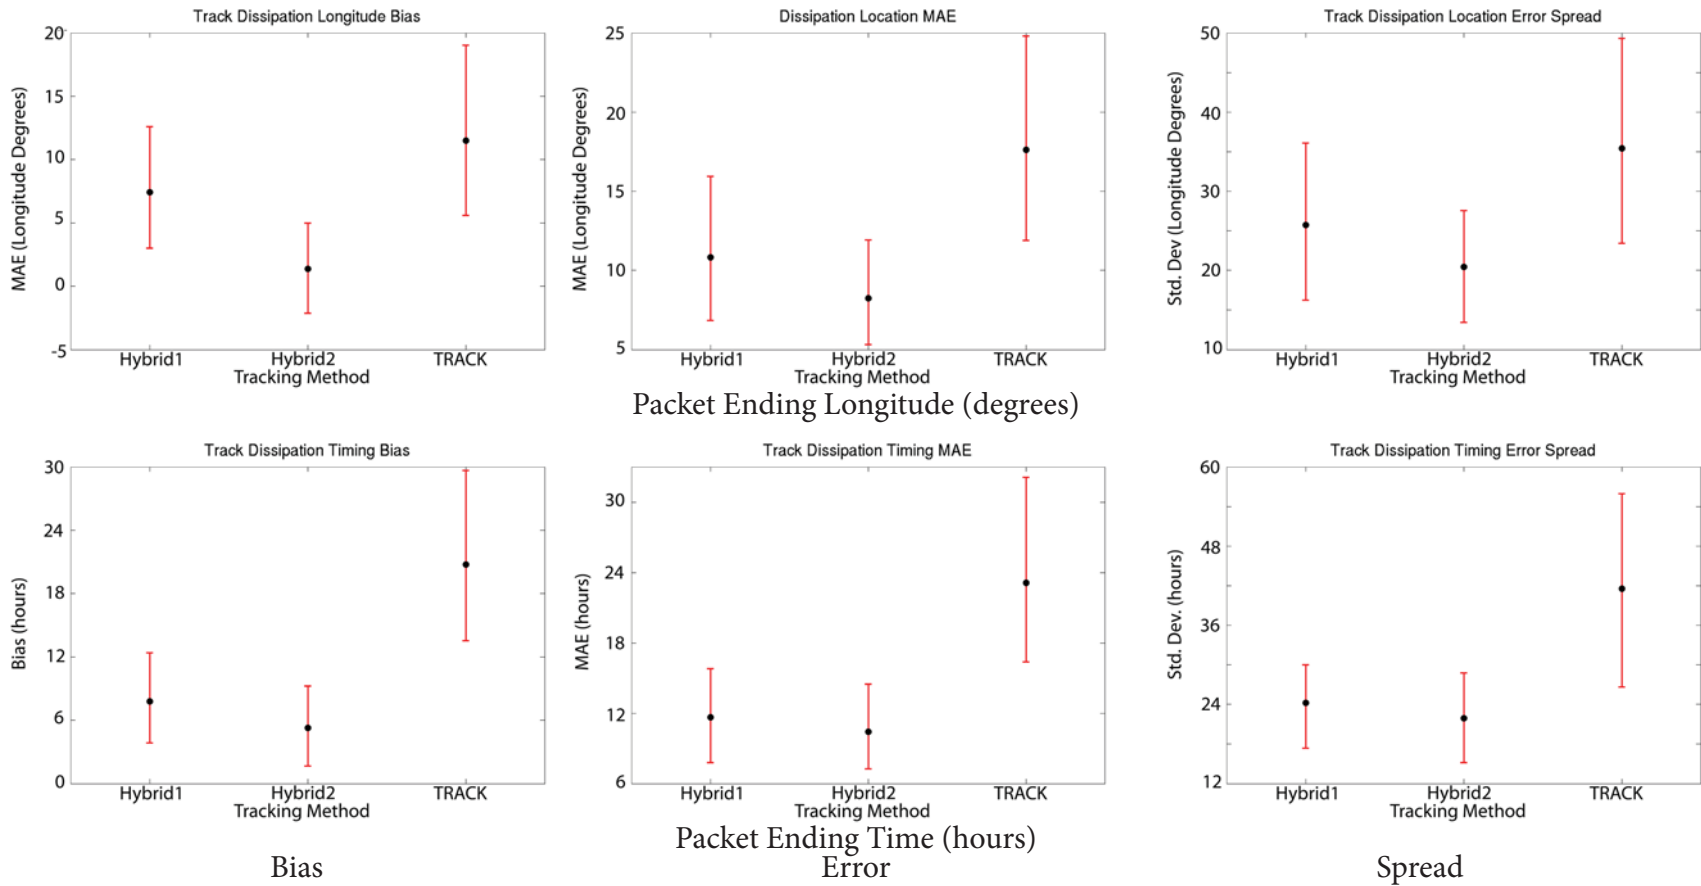 Track Dissipation Longitude Bias
MAE (Longitude Degrees)
20
15
10
5
0
-5
Hybrid1 Hybrid2 TRACK
Tracking Method
Dissipation Location MAE
MAE (Longitude Degrees)
25
20
15
10
5
Hybrid1 Hybrid2 TRACK
Tracking Method
Track Dissipation Location Error Spread
Std. Dev (Longitude Degrees)
50
40
30
20
10
Hybrid1 Hybrid2 TRACK
Tracking Method
Packet Ending Longitude (degrees)
Track Dissipation Timing Bias
Bias (hours)
30
24
18
12
6
0
Hybrid1 Hybrid2 TRACK
Tracking Method
Track Dissipation Timing MAE
MAE (hours)
30
24
18
12
6
Hybrid1 Hybrid2 TRACK
Tracking Method
Track Dissipation Timing Error Spread
Std. Dev. (hours)
60
48
36
24
12
Hybrid1 Hybrid2 TRACK
Tracking Method
Packet Ending Time (hours)
Bias Error Spread